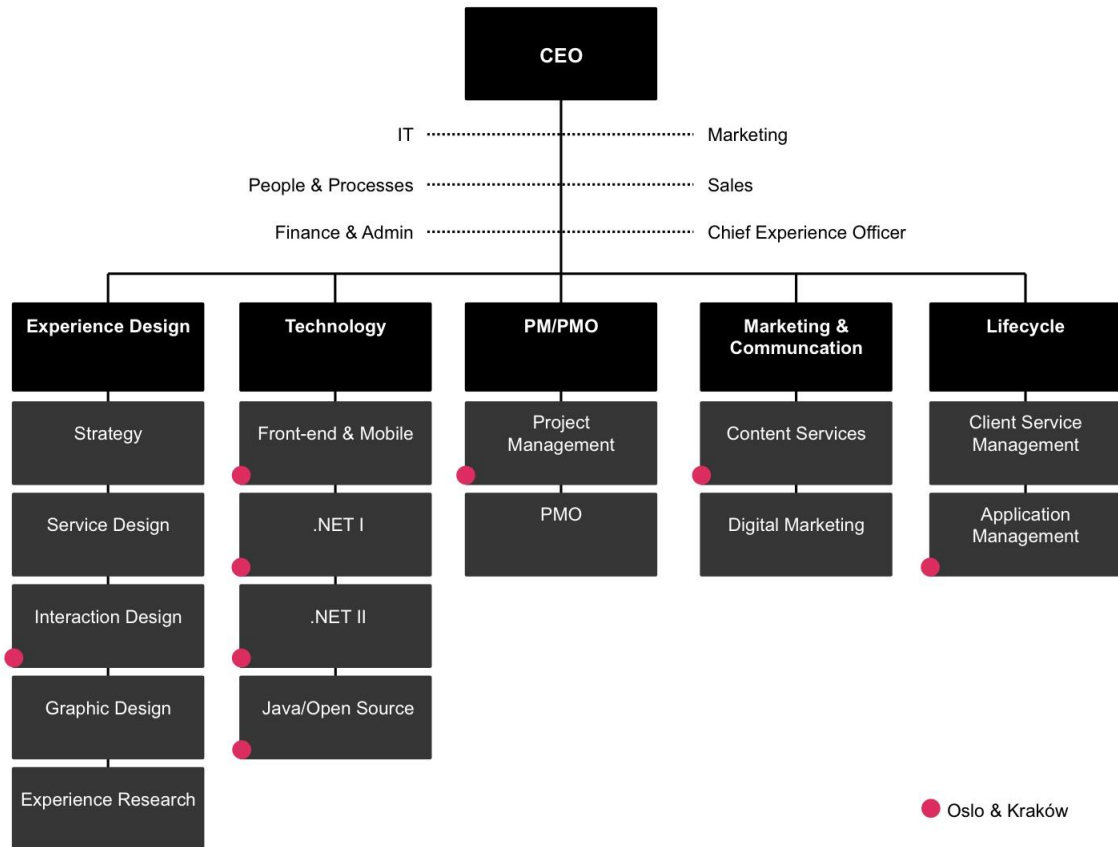 CEO
IT
Marketing
People & Processes
Sales
Finance & Admin
Chief Experience Officer
Experience Design
Technology
PM/PMO
Marketing &
Communcation
Lifecycle
Strategy
Front-end & Mobile
Project
Management
Content Services
Client Service
Management
Service Design
.NET I
PMO
Digital Marketing
Application
Management
Interaction Design
.NET II
Graphic Design
Java/Open Source
Experience Research
Oslo & Kraków